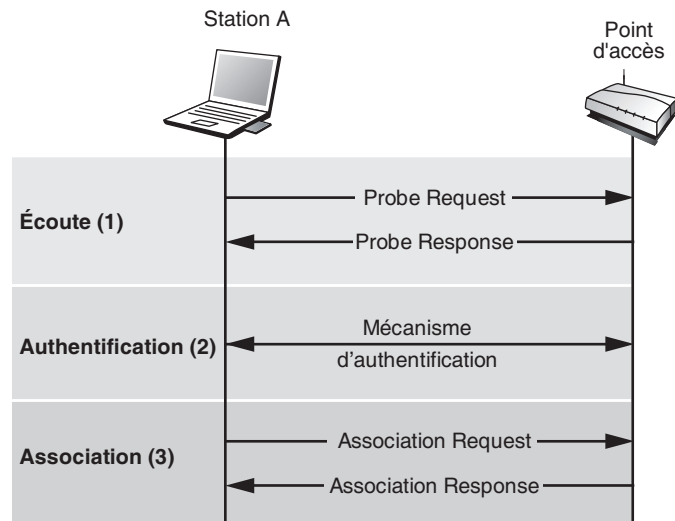 Station A
Point
d'accès
Écoute (1)
Probe Request
Probe Response
Authentification (2)
Mécanisme
d'authentification
Association (3)
Association Request
Association Response